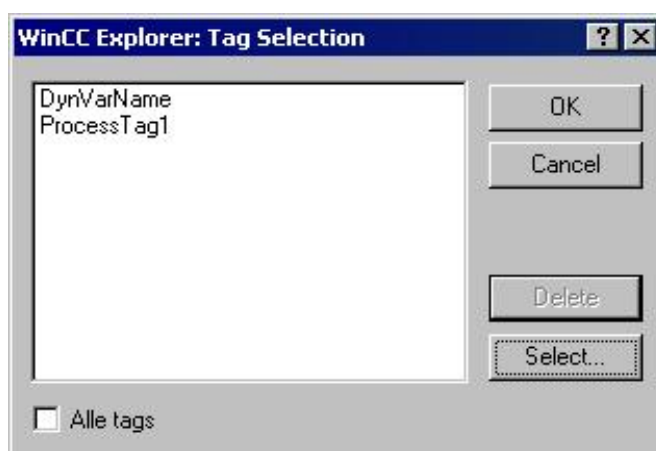 WinCC Explorer: Tag Selection
DynVarName
ProcessTag1
OK
Cancel
Delete
Select...
Alle tags